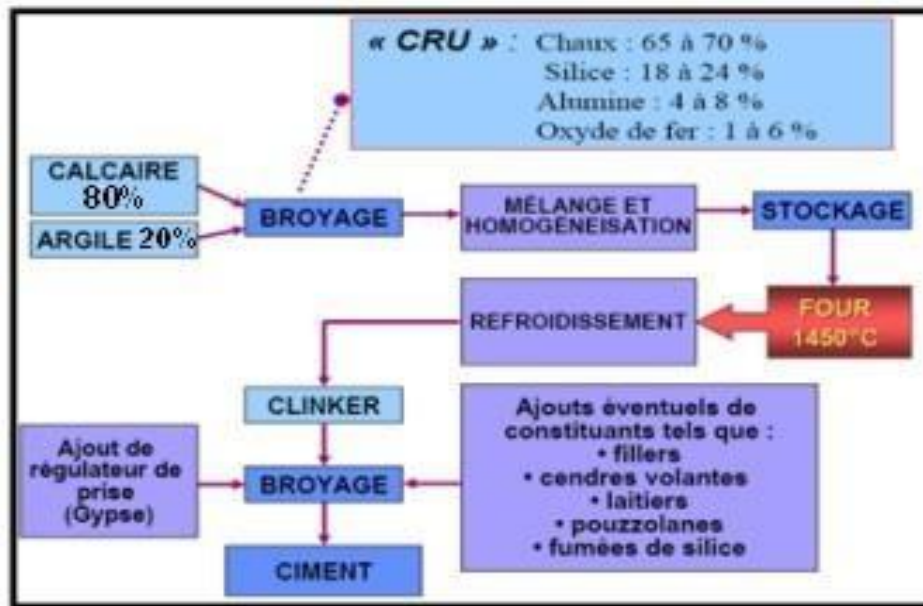 « CRU » : Chaux : 65 à 70 %
Silice : 18 à 24 %
Alumine : 4 à 8 %
Oxyde de fer : 1 à 6 %
CALCAIRE
80%
ARGILE 20%
BROYAGE
MÉLANGE ET
HOMOGÉNEISATION
STOCKAGE
FOUR
1450°C
REFROIDISSEMENT
CLINKER
Ajout de
régulateur de
prise
(Gypse)
BROYAGE
Ajouts éventuels de
constituants tels que :
• fillers
• cendres volantes
• laitiers
• pouzzolanes
• fumées de silice
CIMENT